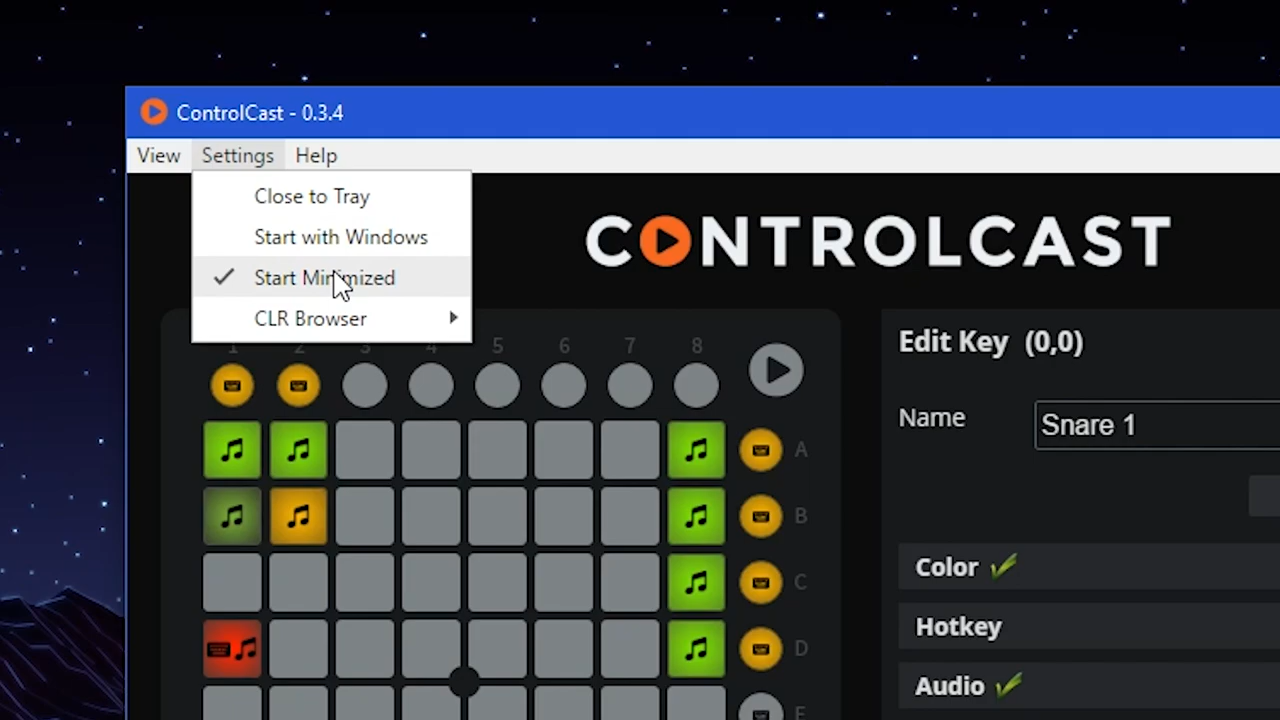 ControlCast - 0.3.4
View Settings Help
Close to Tray
Start with Windows
Start Minimized
CLR Browser
CONTROLCAST
1 2 3 4 5 6 7 8
A
B
C
D
E
Edit Key (0,0)
Name Snare 1
Color
Hotkey
Audio